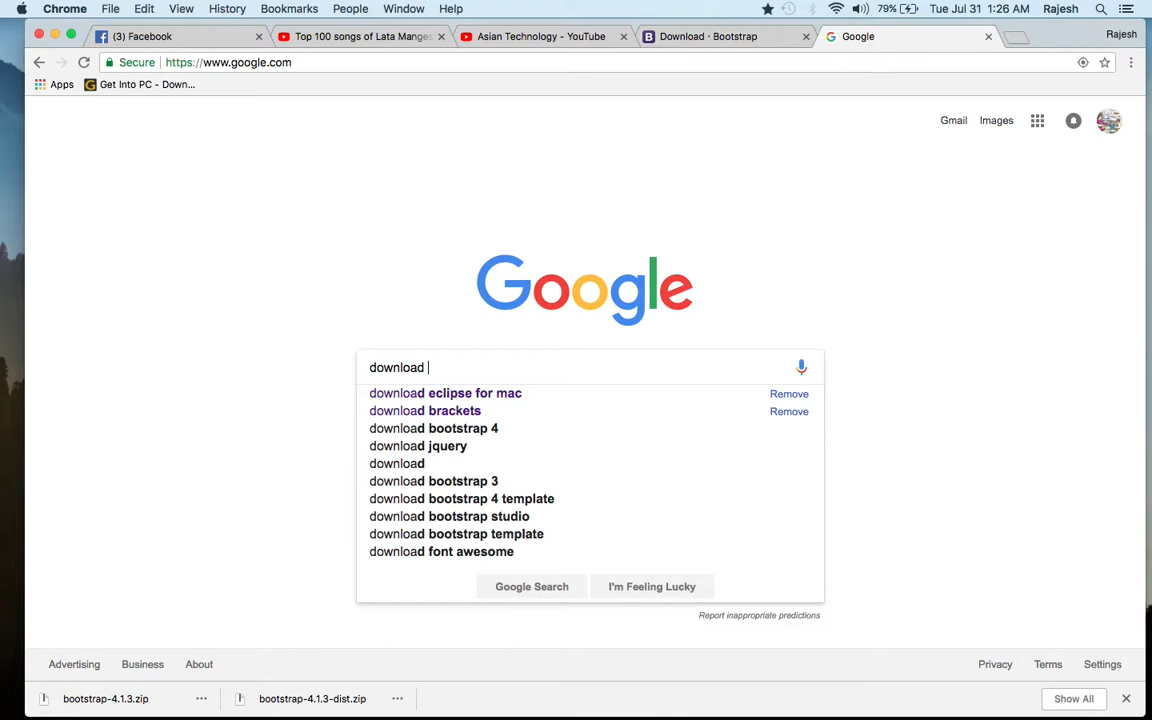 Chrome File Edit View History Bookmarks People Window Help 79% Tue Jul 31 1:26 AM Rajesh
(3) Facebook Top 100 songs of Lata Manges Asian Technology - YouTube Download · Bootstrap Google Rajesh
Secure https://www.google.com
Apps Get Into PC - Down...
Gmail Images
Google
download
download eclipse for mac Remove
download brackets Remove
download bootstrap 4
download jquery
download
download bootstrap 3
download bootstrap 4 template
download bootstrap studio
download bootstrap template
download font awesome
Google Search I'm Feeling Lucky
Report inappropriate predictions
Advertising Business About Privacy Terms Settings
bootstrap-4.1.3.zip bootstrap-4.1.3-dist.zip Show All